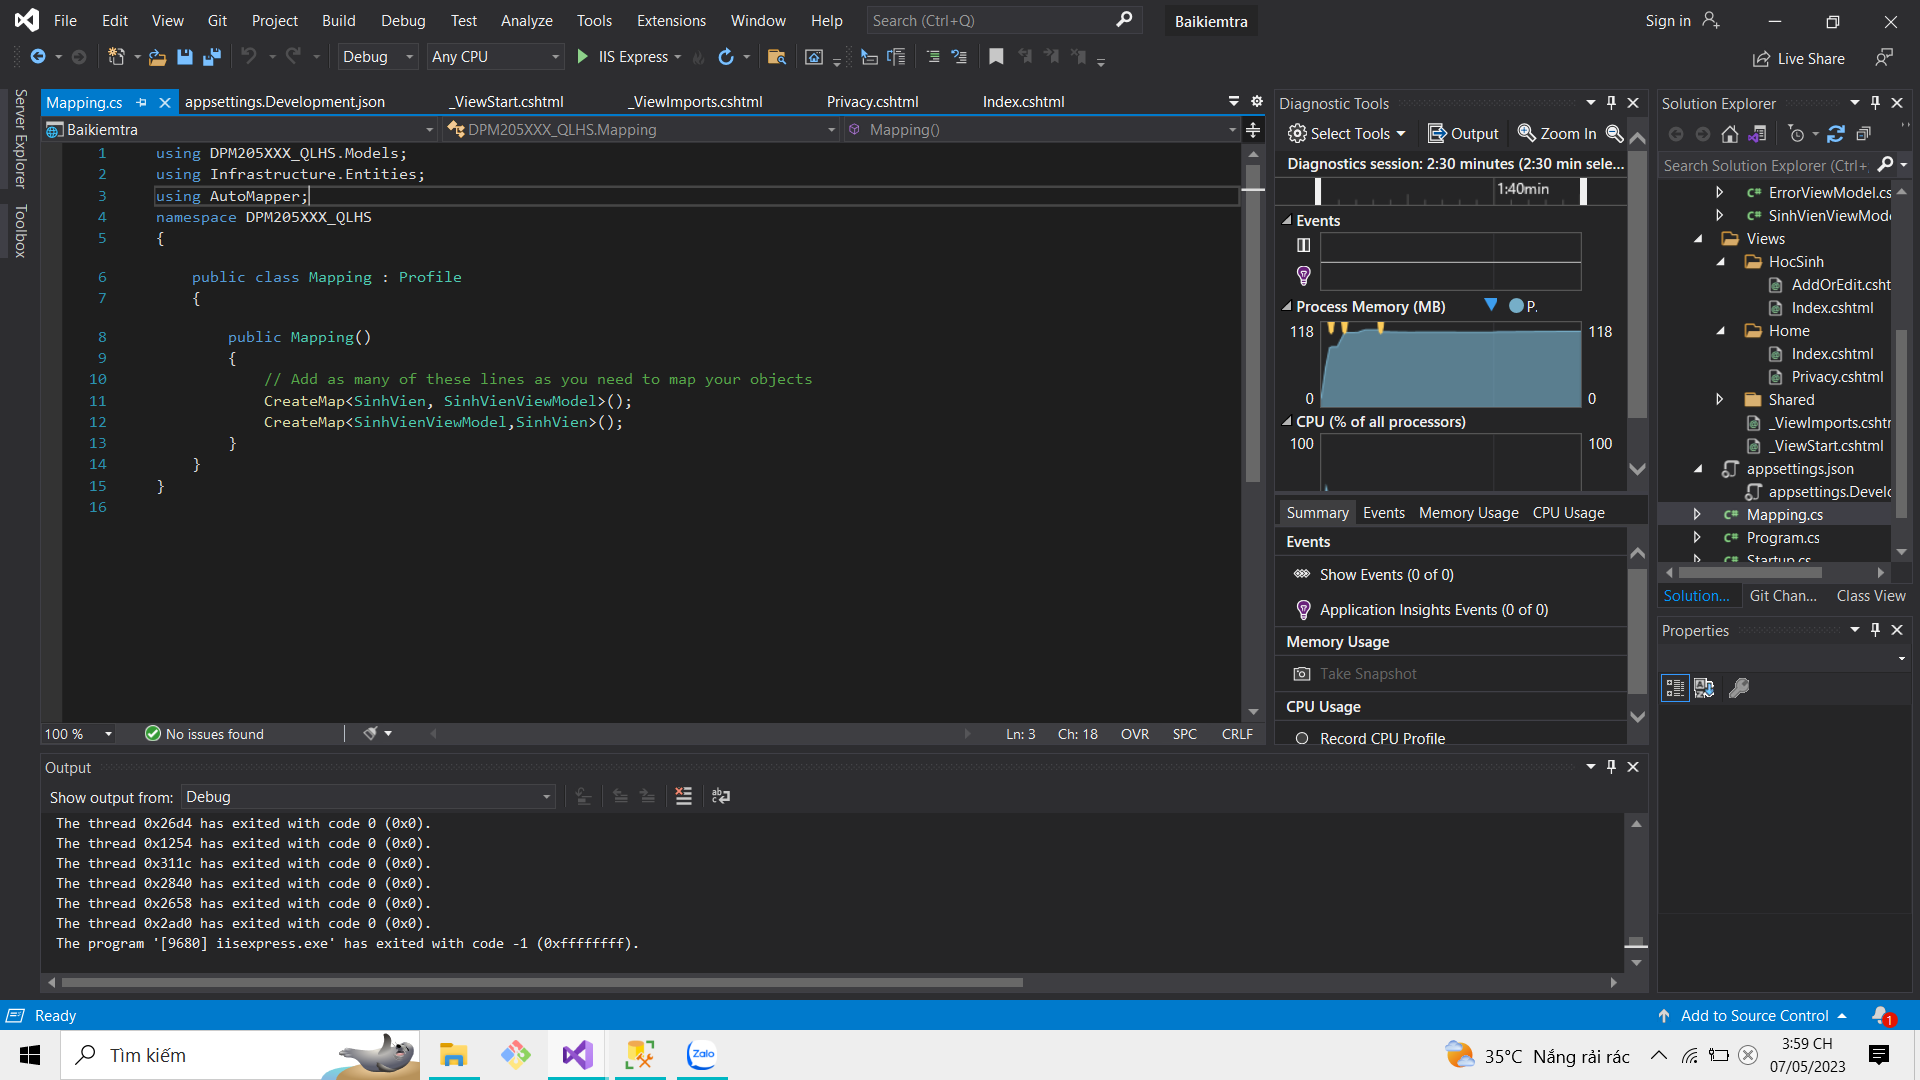 File Edit View Git Project Build Debug Test Analyze Tools Extensions Window Help Search (Ctrl+Q) Baikiemtra Sign in
Debug Any CPU IIS Express Live Share
Server Explorer
Toolbox
Mapping.cs appsettings.Development.json _ViewStart.cshtml _ViewImports.cshtml Privacy.cshtml Index.cshtml
Baikiemtra DPM205XXX_QLHS.Mapping Mapping()
1 using DPM205XXX_QLHS.Models;
2 using Infrastructure.Entities;
3 using AutoMapper;
4 namespace DPM205XXX_QLHS
5 {
6 public class Mapping : Profile
7 {
8 public Mapping()
9 {
10 // Add as many of these lines as you need to map your objects
11 CreateMap<SinhVien, SinhVienViewModel>();
12 CreateMap<SinhVienViewModel,SinhVien>();
13 }
14 }
15 }
16
100 % No issues found Ln: 3 Ch: 18 OVR SPC CRLF
Diagnostic Tools
Select Tools Output Zoom In
Diagnostics session: 2:30 minutes (2:30 min sele...
1:40min
Events
Process Memory (MB) P.
118 118
0 0
CPU (% of all processors)
100 100
Summary Events Memory Usage CPU Usage
Events
Show Events (0 of 0)
Application Insights Events (0 of 0)
Memory Usage
Take Snapshot
CPU Usage
Record CPU Profile
Solution Explorer
Search Solution Explorer (Ctrl+;
C# ErrorViewModel.cs
C# SinhVienViewMode
Views
HocSinh
AddOrEdit.csht
Index.cshtml
Home
Index.cshtml
Privacy.cshtml
Shared
_ViewImports.cshtm
_ViewStart.cshtml
appsettings.json
appsettings.Develo
C# Mapping.cs
C# Program.cs
C# Startup.cs
Solution... Git Chan... Class View
Properties
Output
Show output from: Debug
The thread 0x26d4 has exited with code 0 (0x0).
The thread 0x1254 has exited with code 0 (0x0).
The thread 0x311c has exited with code 0 (0x0).
The thread 0x2840 has exited with code 0 (0x0).
The thread 0x2658 has exited with code 0 (0x0).
The thread 0x2ad0 has exited with code 0 (0x0).
The program '[9680] iisexpress.exe' has exited with code -1 (0xffffffff).
Ready Add to Source Control 1
Tìm kiếm Zalo 35°C Nắng rải rác 3:59 CH
07/05/2023